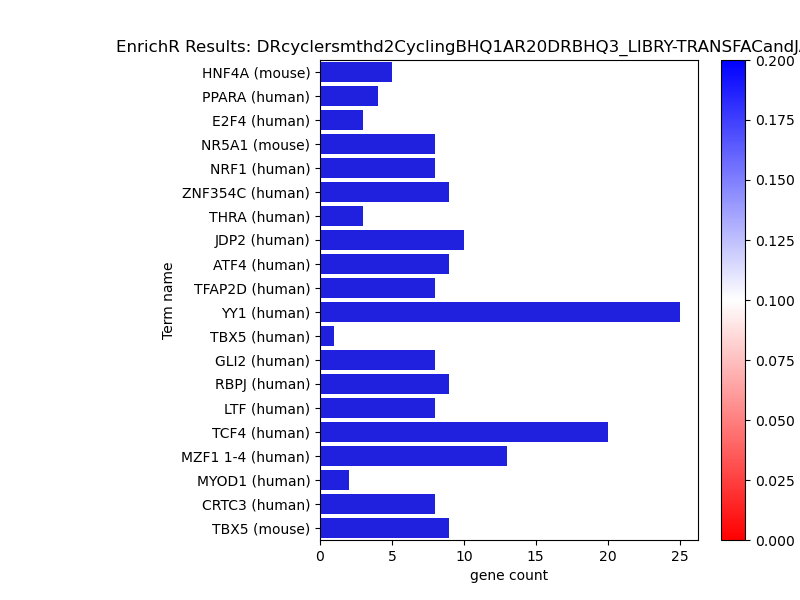 EnrichR Results: DRcyclersmthd2CyclingBHQ1AR20DRBHQ3_LIBRY-TRANSFACandJ
HNF4A (mouse)
PPARA (human)
E2F4 (human)
NR5A1 (mouse)
NRF1 (human)
ZNF354C (human)
THRA (human)
JDP2 (human)
ATF4 (human)
TFAP2D (human)
YY1 (human)
TBX5 (human)
GLI2 (human)
RBPJ (human)
LTF (human)
TCF4 (human)
MZF1 1-4 (human)
MYOD1 (human)
CRTC3 (human)
TBX5 (mouse)
Term name
0 5 10 15 20 25
gene count
0.200
0.175
0.150
0.125
0.100
0.075
0.050
0.025
0.000